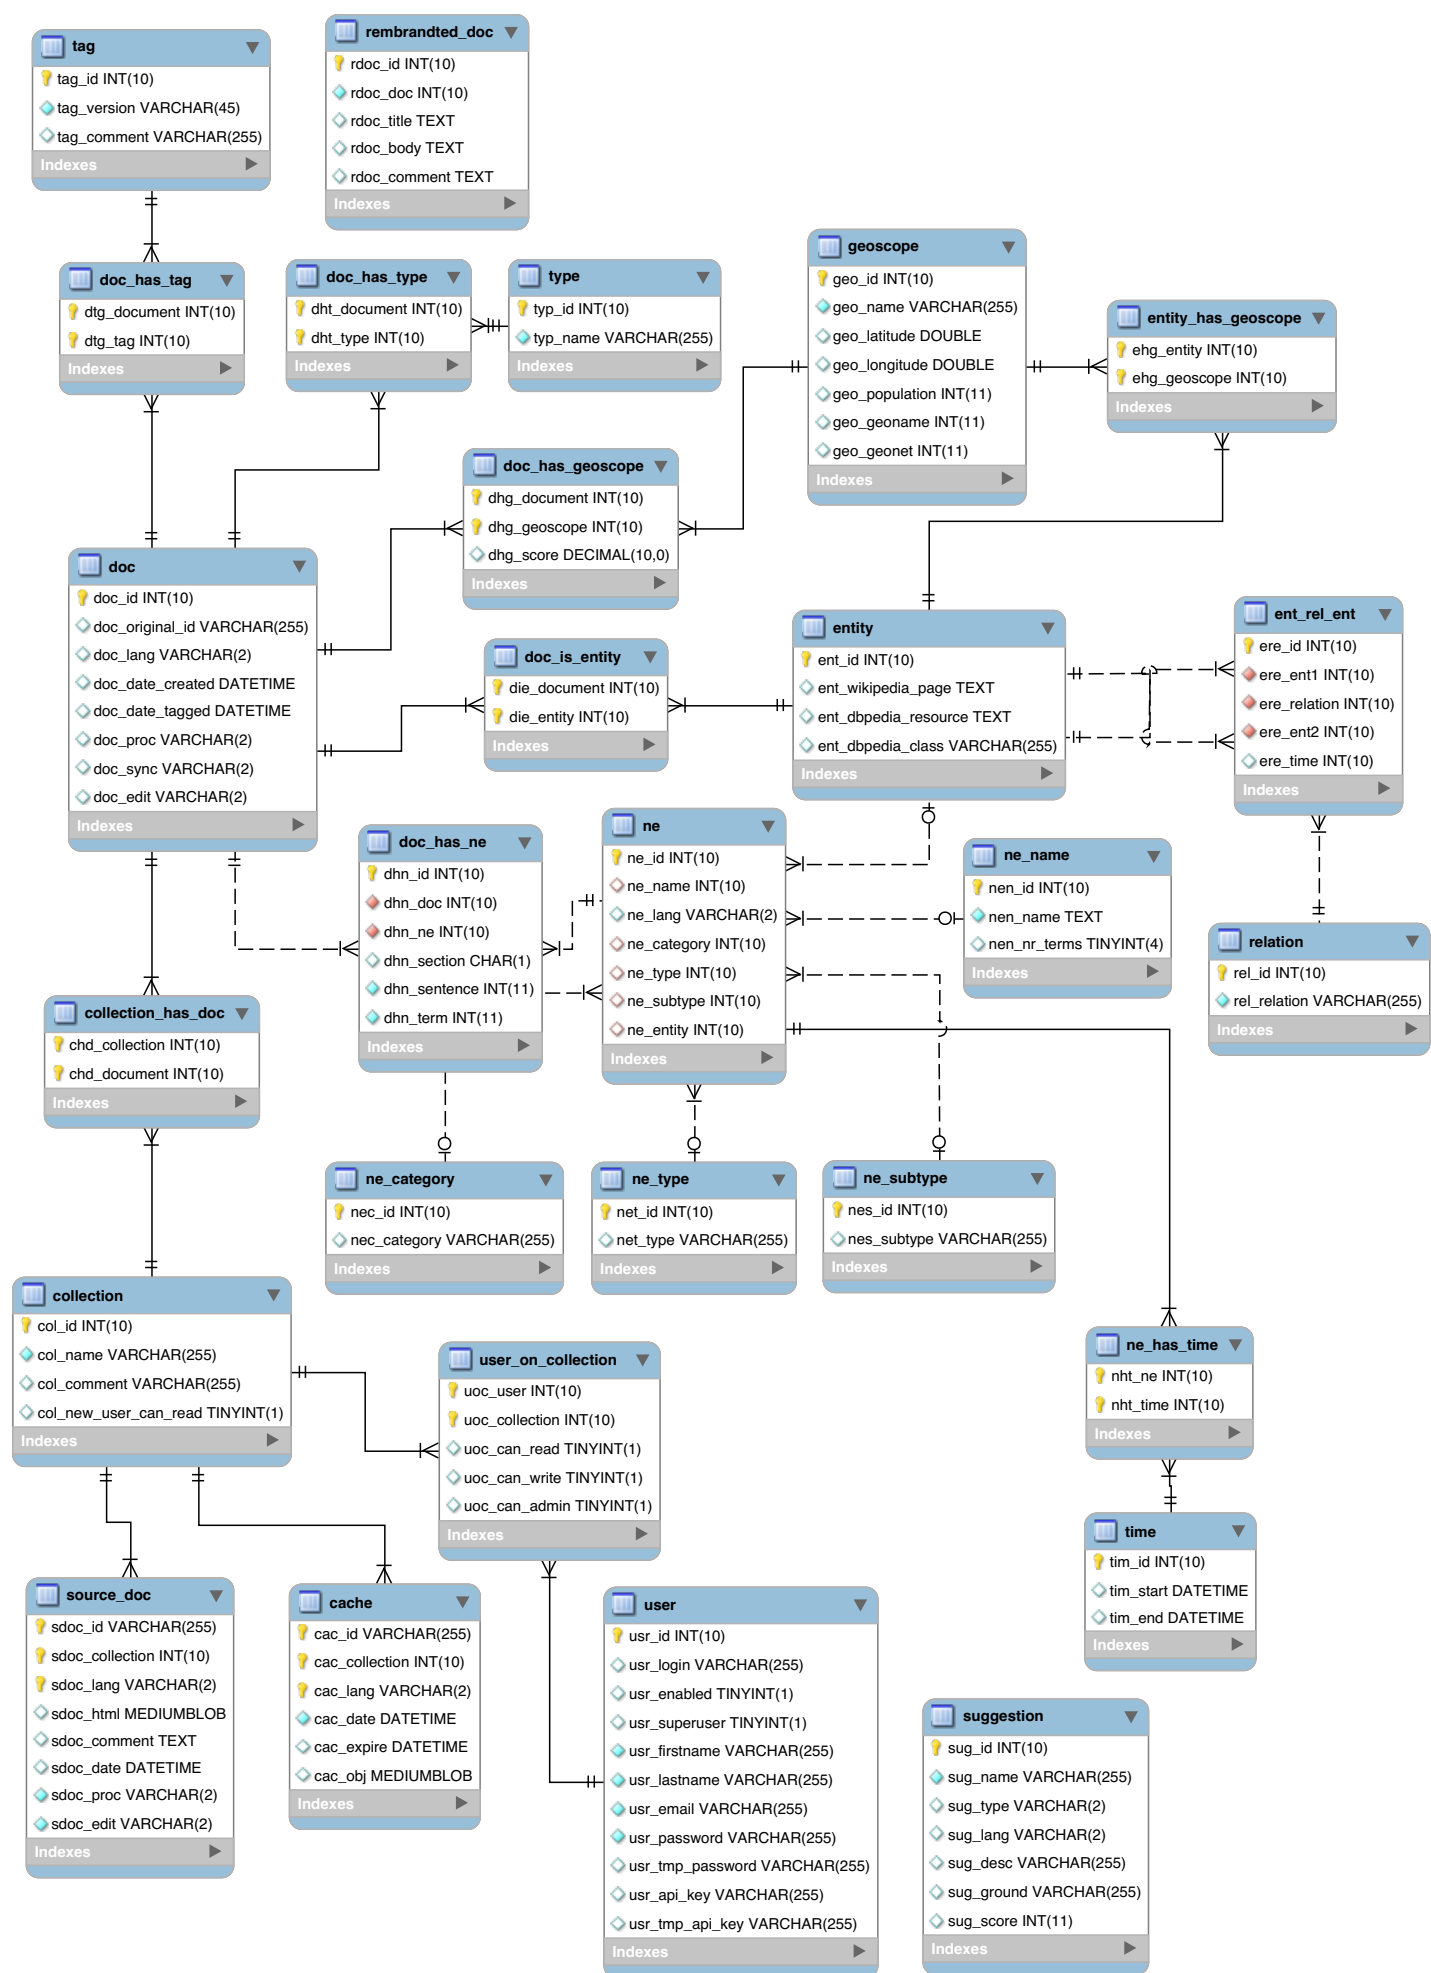 tag
tag_id INT(10)
tag_version VARCHAR(45)
tag_comment VARCHAR(255)
Indexes
rembrandted_doc
rdoc_id INT(10)
rdoc_doc INT(10)
rdoc_title TEXT
rdoc_body TEXT
rdoc_comment TEXT
Indexes
doc_has_tag
dtg_document INT(10)
dtg_tag INT(10)
Indexes
doc_has_type
dht_document INT(10)
dht_type INT(10)
Indexes
type
typ_id INT(10)
typ_name VARCHAR(255)
Indexes
geoscope
geo_id INT(10)
geo_name VARCHAR(255)
geo_latitude DOUBLE
geo_longitude DOUBLE
geo_population INT(11)
geo_geoname INT(11)
geo_geonet INT(11)
Indexes
entity_has_geoscope
ehg_entity INT(10)
ehg_geoscope INT(10)
Indexes
doc_has_geoscope
dhg_document INT(10)
dhg_geoscope INT(10)
dhg_score DECIMAL(10,0)
Indexes
doc
doc_id INT(10)
doc_original_id VARCHAR(255)
doc_lang VARCHAR(2)
doc_date_created DATETIME
doc_date_tagged DATETIME
doc_proc VARCHAR(2)
doc_sync VARCHAR(2)
doc_edit VARCHAR(2)
Indexes
doc_is_entity
die_document INT(10)
die_entity INT(10)
Indexes
entity
ent_id INT(10)
ent_wikipedia_page TEXT
ent_dbpedia_resource TEXT
ent_dbpedia_class VARCHAR(255)
Indexes
ent_rel_ent
ere_id INT(10)
ere_ent1 INT(10)
ere_relation INT(10)
ere_ent2 INT(10)
ere_time INT(10)
Indexes
doc_has_ne
dhn_id INT(10)
dhn_doc INT(10)
dhn_ne INT(10)
dhn_section CHAR(1)
dhn_sentence INT(11)
dhn_term INT(11)
Indexes
ne
ne_id INT(10)
ne_name INT(10)
ne_lang VARCHAR(2)
ne_category INT(10)
ne_type INT(10)
ne_subtype INT(10)
ne_entity INT(10)
Indexes
ne_name
nen_id INT(10)
nen_name TEXT
nen_nr_terms TINYINT(4)
Indexes
relation
rel_id INT(10)
rel_relation VARCHAR(255)
Indexes
collection_has_doc
chd_collection INT(10)
chd_document INT(10)
Indexes
ne_category
nec_id INT(10)
nec_category VARCHAR(255)
Indexes
ne_type
net_id INT(10)
net_type VARCHAR(255)
Indexes
ne_subtype
nes_id INT(10)
nes_subtype VARCHAR(255)
Indexes
collection
col_id INT(10)
col_name VARCHAR(255)
col_comment VARCHAR(255)
col_new_user_can_read TINYINT(1)
Indexes
user_on_collection
uoc_user INT(10)
uoc_collection INT(10)
uoc_can_read TINYINT(1)
uoc_can_write TINYINT(1)
uoc_can_admin TINYINT(1)
Indexes
ne_has_time
nht_ne INT(10)
nht_time INT(10)
Indexes
time
tim_id INT(10)
tim_start DATETIME
tim_end DATETIME
Indexes
source_doc
sdoc_id VARCHAR(255)
sdoc_collection INT(10)
sdoc_lang VARCHAR(2)
sdoc_html MEDIUMBLOB
sdoc_comment TEXT
sdoc_date DATETIME
sdoc_proc VARCHAR(2)
sdoc_edit VARCHAR(2)
Indexes
cache
cac_id VARCHAR(255)
cac_collection INT(10)
cac_lang VARCHAR(2)
cac_date DATETIME
cac_expire DATETIME
cac_obj MEDIUMBLOB
Indexes
user
usr_id INT(10)
usr_login VARCHAR(255)
usr_enabled TINYINT(1)
usr_superuser TINYINT(1)
usr_firstname VARCHAR(255)
usr_lastname VARCHAR(255)
usr_email VARCHAR(255)
usr_password VARCHAR(255)
usr_tmp_password VARCHAR(255)
usr_api_key VARCHAR(255)
usr_tmp_api_key VARCHAR(255)
Indexes
suggestion
sug_id INT(10)
sug_name VARCHAR(255)
sug_type VARCHAR(2)
sug_lang VARCHAR(2)
sug_desc VARCHAR(255)
sug_ground VARCHAR(255)
sug_score INT(11)
Indexes